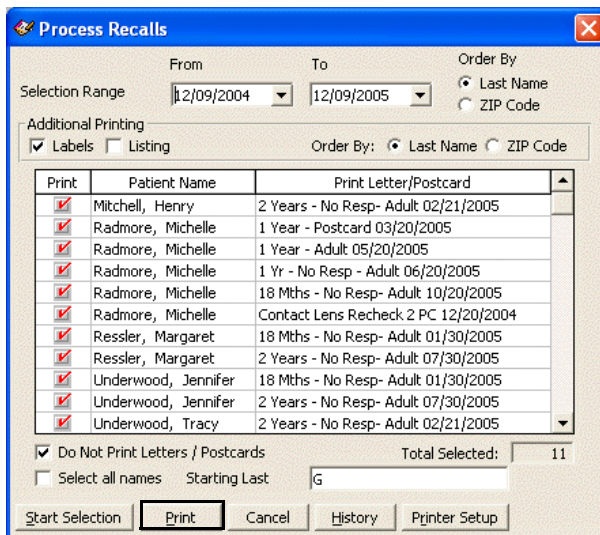 Process Recalls
From To Order By
Selection Range 12/09/2004 12/09/2005 Last Name
ZIP Code
Additional Printing
Labels Listing Order By: Last Name ZIP Code
Print Patient Name Print Letter/Postcard
Mitchell, Henry 2 Years - No Resp- Adult 02/21/2005
Radmore, Michelle 1 Year - Postcard 03/20/2005
Radmore, Michelle 1 Year - Adult 05/20/2005
Radmore, Michelle 1 Yr - No Resp - Adult 06/20/2005
Radmore, Michelle 18 Mths - No Resp- Adult 10/20/2005
Radmore, Michelle Contact Lens Recheck 2 PC 12/20/2004
Ressler, Margaret 18 Mths - No Resp- Adult 01/30/2005
Ressler, Margaret 2 Years - No Resp- Adult 07/30/2005
Underwood, Jennifer 18 Mths - No Resp- Adult 01/30/2005
Underwood, Jennifer 2 Years - No Resp- Adult 07/30/2005
Underwood, Tracy 2 Years - No Resp- Adult 02/21/2005
Do Not Print Letters / Postcards Total Selected: 11
Select all names Starting Last G
Start Selection Print Cancel History Printer Setup